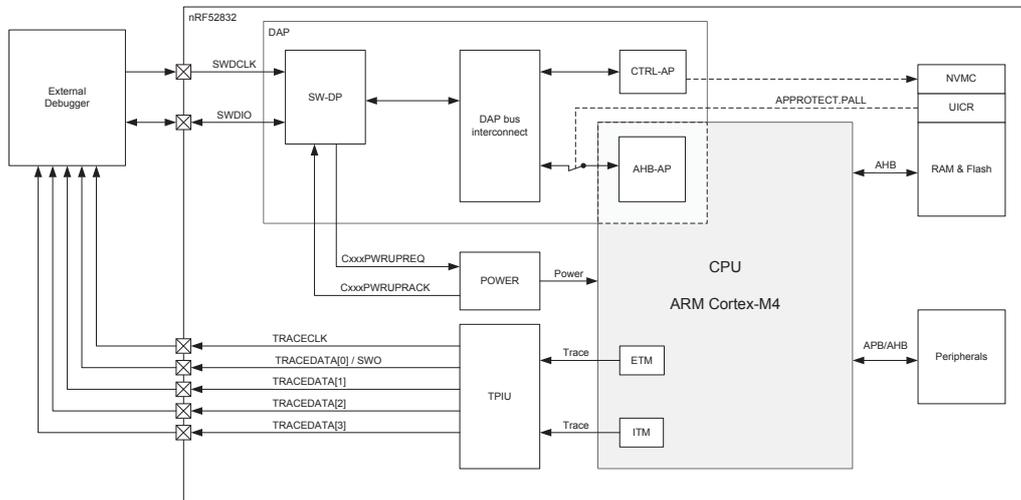 nRF52832
DAP
External
Debugger
SWDCLK
SWDIO
SW-DP
DAP bus
interconnect
CTRL-AP
AHB-AP
APPROTECT.PALL
NVMC
UICR
RAM & Flash
AHB
CxxxPWRUPREQ
CxxxPWRUPRACK
POWER
Power
CPU
ARM Cortex-M4
TRACECLK
TRACEDATA[0] / SWO
TRACEDATA[1]
TRACEDATA[2]
TRACEDATA[3]
TPIU
Trace
ETM
Trace
ITM
APB/AHB
Peripherals